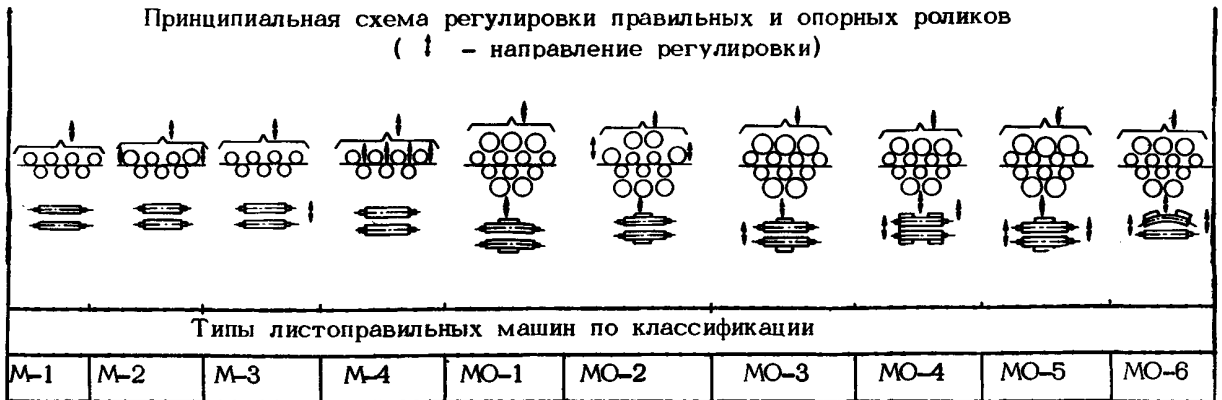 Принципиальная схема регулировки правильных и опорных роликов
( ↕ – направление регулировки)
Типы листоправильных машин по классификации
М-1 М-2 М-3 М-4 МО-1 МО-2 МО-3 МО-4 МО-5 МО-6